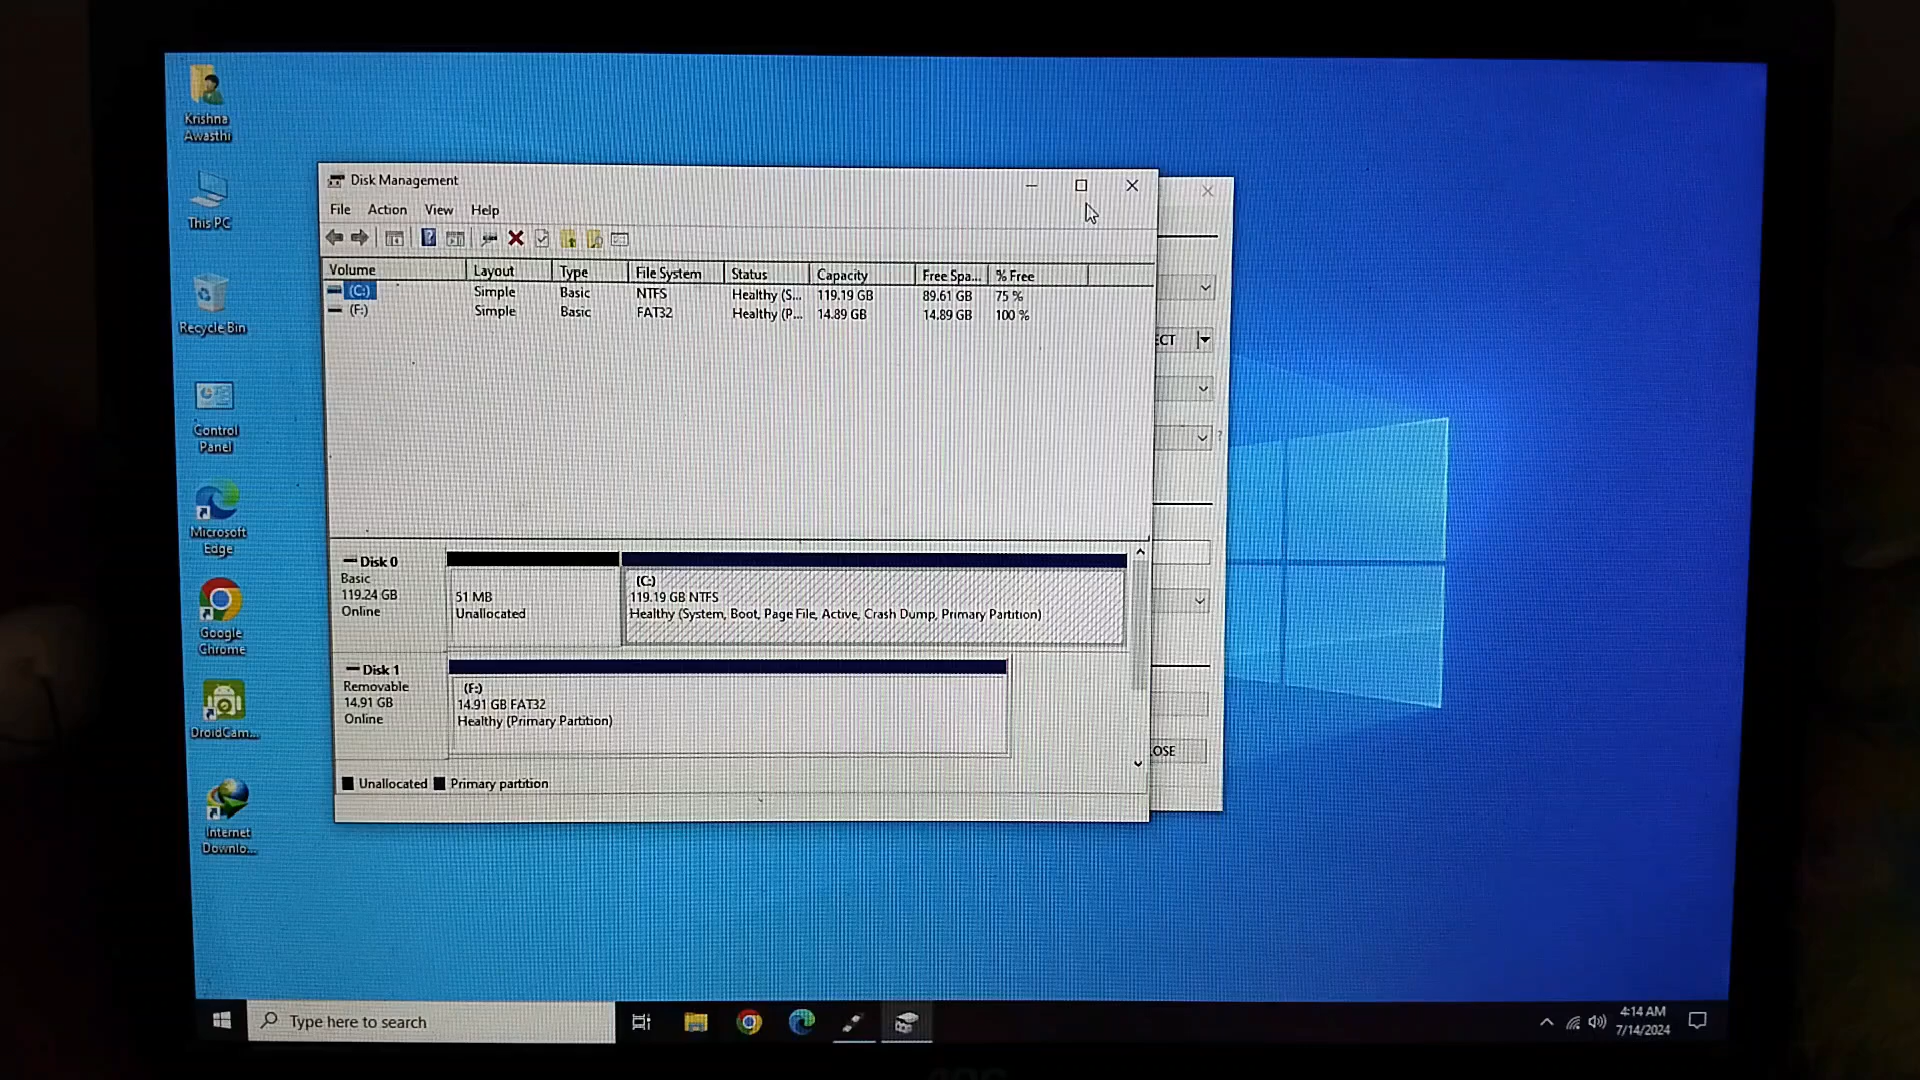 Krishna
Awasthi
This PC
Recycle Bin
Control
Panel
Microsoft
Edge
Google
Chrome
DroidCam...
Internet
Downlo...
Disk Management
File Action View Help
Volume Layout Type File System Status Capacity Free Spa... % Free
(C:) Simple Basic NTFS Healthy (S... 119.19 GB 89.61 GB 75 %
(F:) Simple Basic FAT32 Healthy (P... 14.89 GB 14.89 GB 100 %
Disk 0
Basic
119.24 GB
Online
51 MB
Unallocated
(C:)
119.19 GB NTFS
Healthy (System, Boot, Page File, Active, Crash Dump, Primary Partition)
Disk 1
Removable
14.91 GB
Online
(F:)
14.91 GB FAT32
Healthy (Primary Partition)
Unallocated Primary partition
ECT
?
LOSE
Type here to search
4:14 AM
7/14/2024